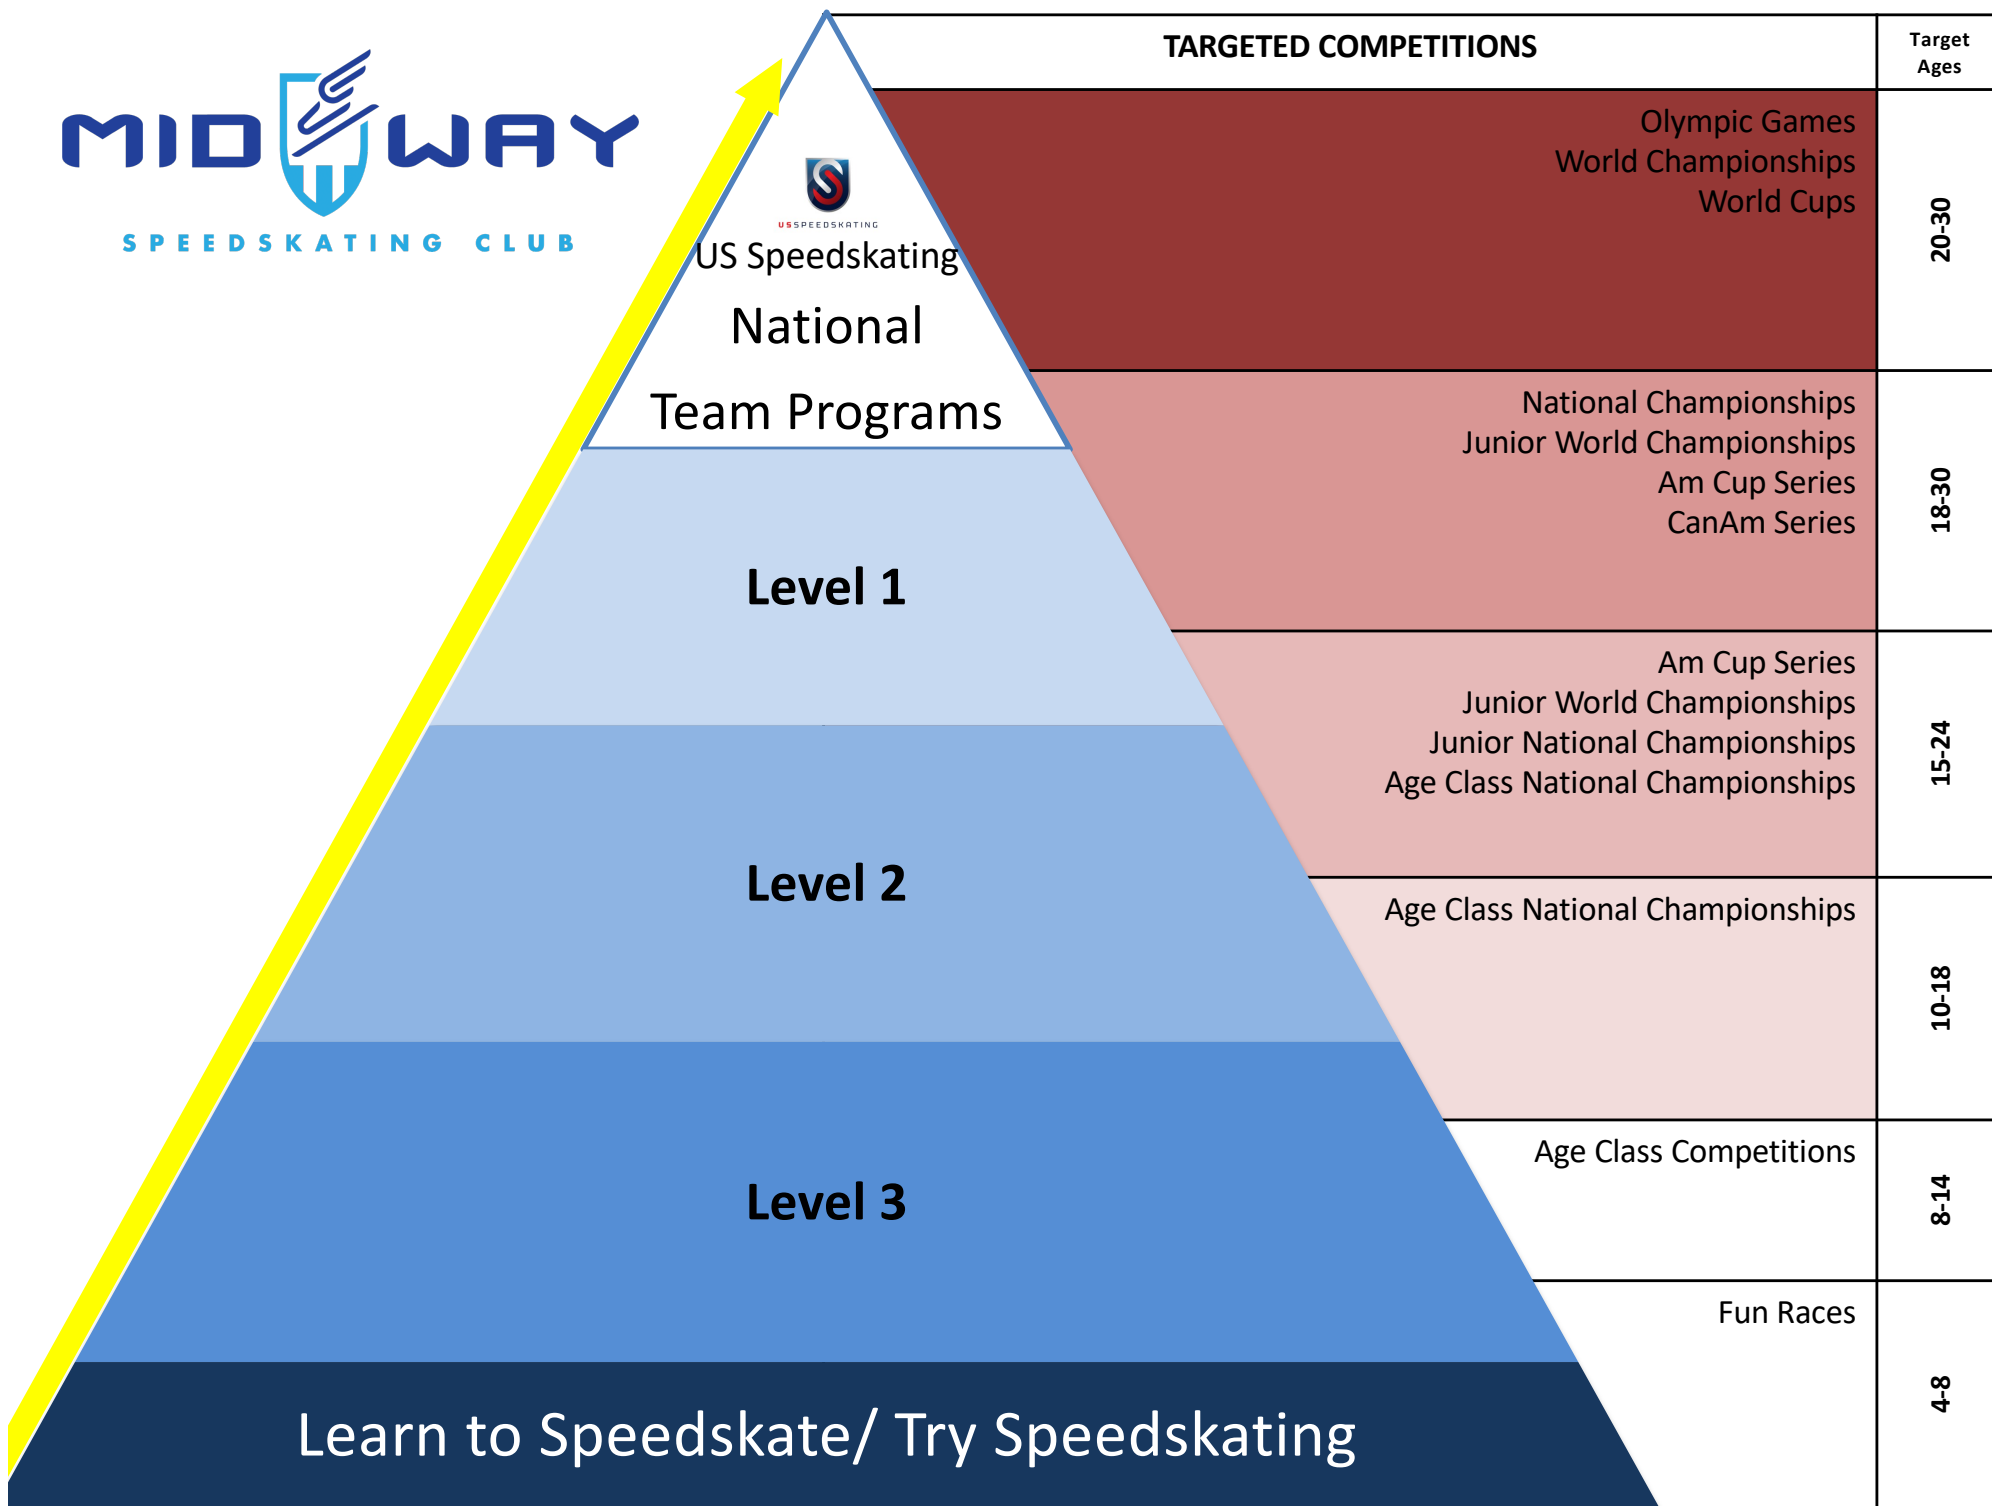 MIDWAY
SPEEDSKATING CLUB
TARGETED COMPETITIONS
Target
Ages
USSPEEDSKATING
US Speedskating
National
Team Programs
Olympic Games
World Championships
World Cups
20-30
National Championships
Junior World Championships
Am Cup Series
CanAm Series
18-30
Level 1
Am Cup Series
Junior World Championships
Junior National Championships
Age Class National Championships
15-24
Level 2
Age Class National Championships
10-18
Level 3
Age Class Competitions
8-14
Fun Races
4-8
Learn to Speedskate/ Try Speedskating